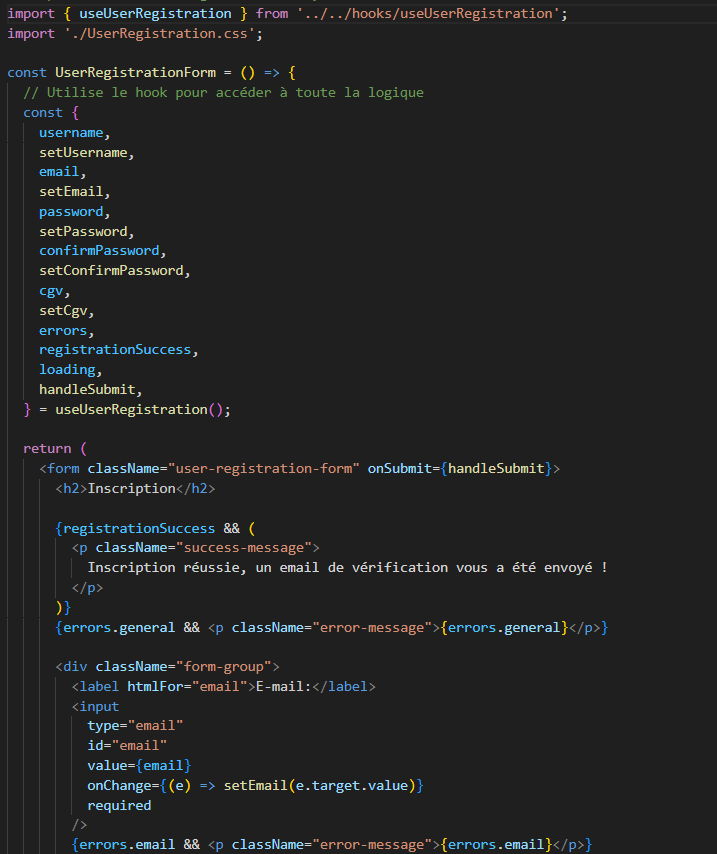 import { useUserRegistration } from '../../hooks/useUserRegistration';
import './UserRegistration.css';

const UserRegistrationForm = () => {
  // Utilise le hook pour accéder à toute la logique
  const {
    username,
    setUsername,
    email,
    setEmail,
    password,
    setPassword,
    confirmPassword,
    setConfirmPassword,
    cgv,
    setCgv,
    errors,
    registrationSuccess,
    loading,
    handleSubmit,
  } = useUserRegistration();

  return (
    <form className="user-registration-form" onSubmit={handleSubmit}>
      <h2>Inscription</h2>

      {registrationSuccess && (
        <p className="success-message">
          Inscription réussie, un email de vérification vous a été envoyé !
        </p>
      )}
      {errors.general && <p className="error-message">{errors.general}</p>}

      <div className="form-group">
        <label htmlFor="email">E-mail:</label>
        <input
          type="email"
          id="email"
          value={email}
          onChange={(e) => setEmail(e.target.value)}
          required
        />
        {errors.email && <p className="error-message">{errors.email}</p>}